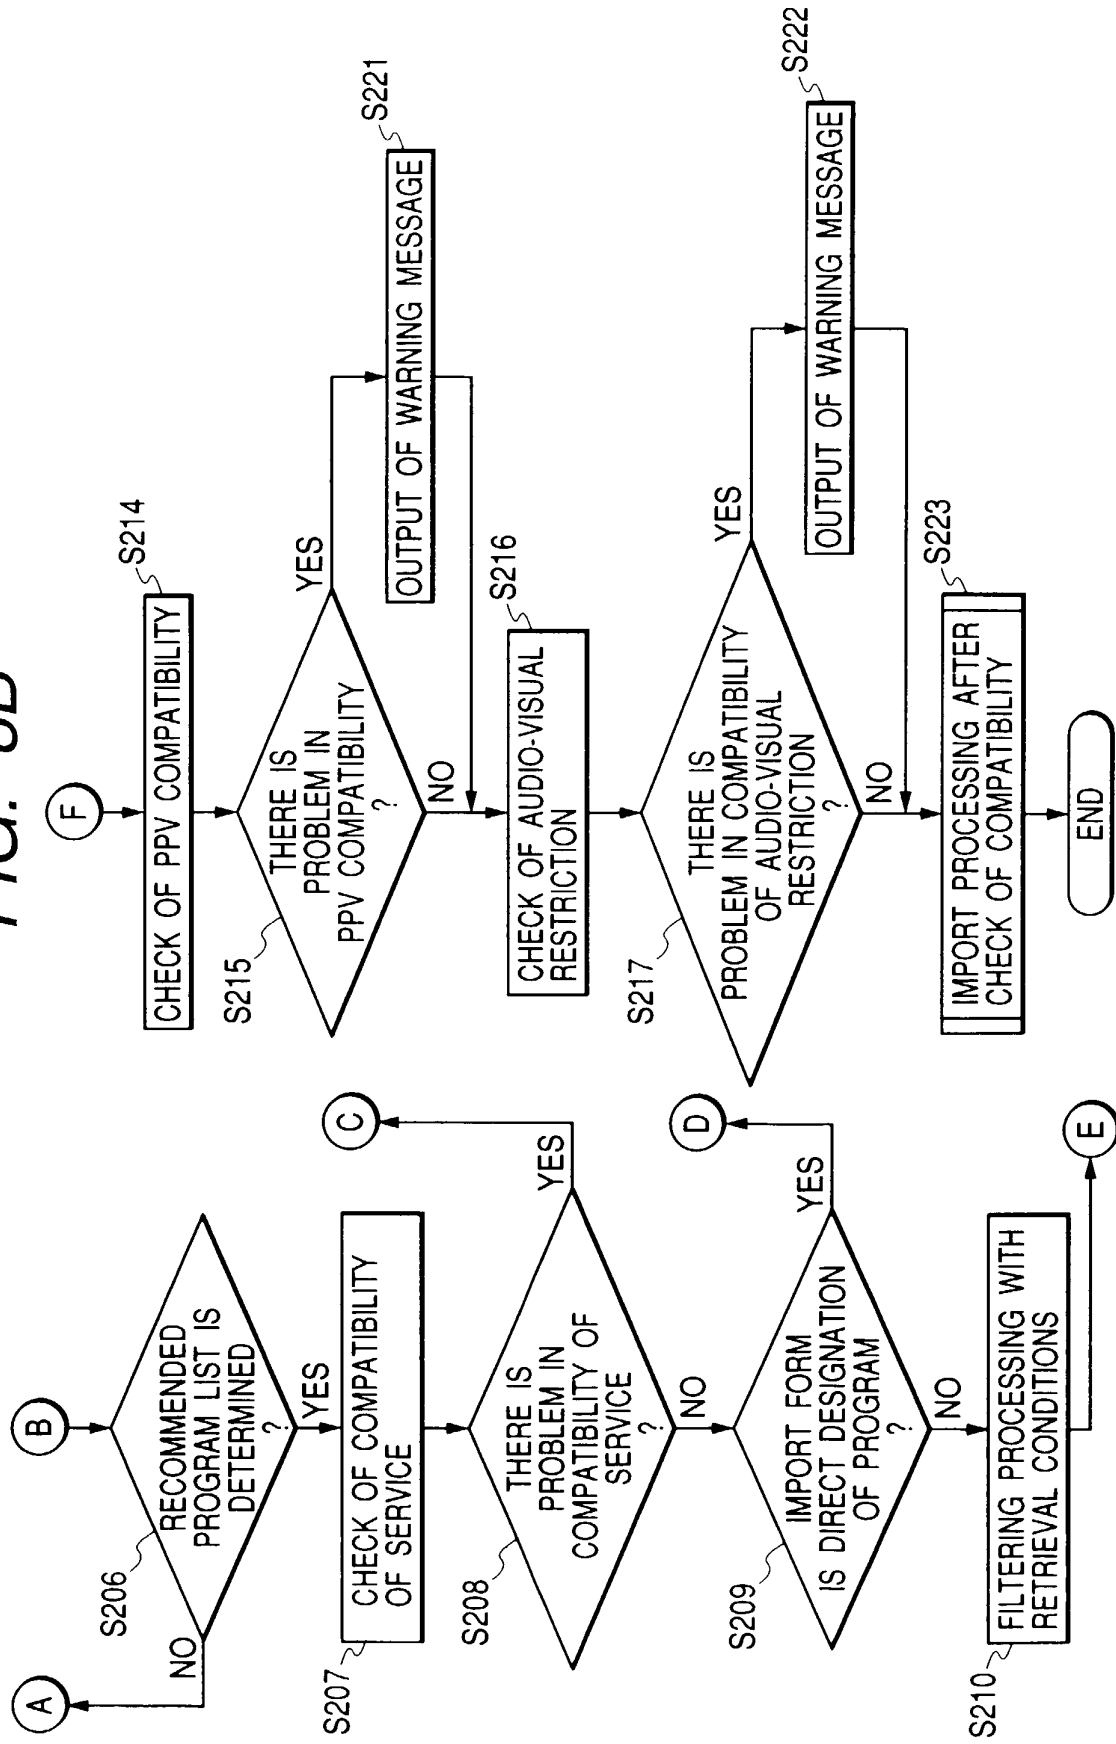 B
RECOMMENDED
PROGRAM LIST IS
DETERMINED
?
S206
NO
A
YES
CHECK OF COMPATIBILITY
OF SERVICE
S207
THERE IS
PROBLEM IN
COMPATIBILITY OF
SERVICE
?
S208
YES
C
NO
IMPORT FORM
IS DIRECT DESIGNATION
OF PROGRAM
?
S209
YES
D
NO
FILTERING PROCESSING WITH
RETRIEVAL CONDITIONS
S210
E
F
CHECK OF PPV COMPATIBILITY
S214
THERE IS
PROBLEM IN
PPV COMPATIBILITY
?
S215
YES
OUTPUT OF WARNING MESSAGE
S221
NO
CHECK OF AUDIO-VISUAL
RESTRICTION
S216
THERE IS
PROBLEM IN COMPATIBILITY
OF AUDIO-VISUAL
RESTRICTION
?
S217
YES
OUTPUT OF WARNING MESSAGE
S222
NO
IMPORT PROCESSING AFTER
CHECK OF COMPATIBILITY
S223
END